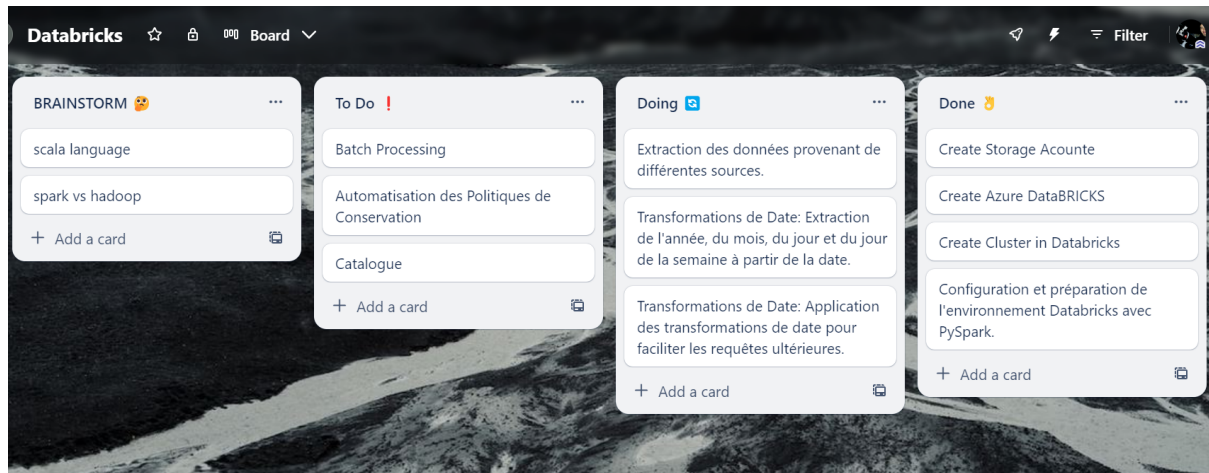 Databricks
Board
Filter
BRAINSTORM 🤔
scala language
spark vs hadoop
+ Add a card
To Do ❗
Batch Processing
Automatisation des Politiques de
Conservation
Catalogue
+ Add a card
Doing 🔄
Extraction des données provenant de
différentes sources.
Transformations de Date: Extraction
de l'année, du mois, du jour et du jour
de la semaine à partir de la date.
Transformations de Date: Application
des transformations de date pour
faciliter les requêtes ultérieures.
+ Add a card
Done 👌
Create Storage Acounte
Create Azure DataBRICKS
Create Cluster in Databricks
Configuration et préparation de
l'environnement Databricks avec
PySpark.
+ Add a card